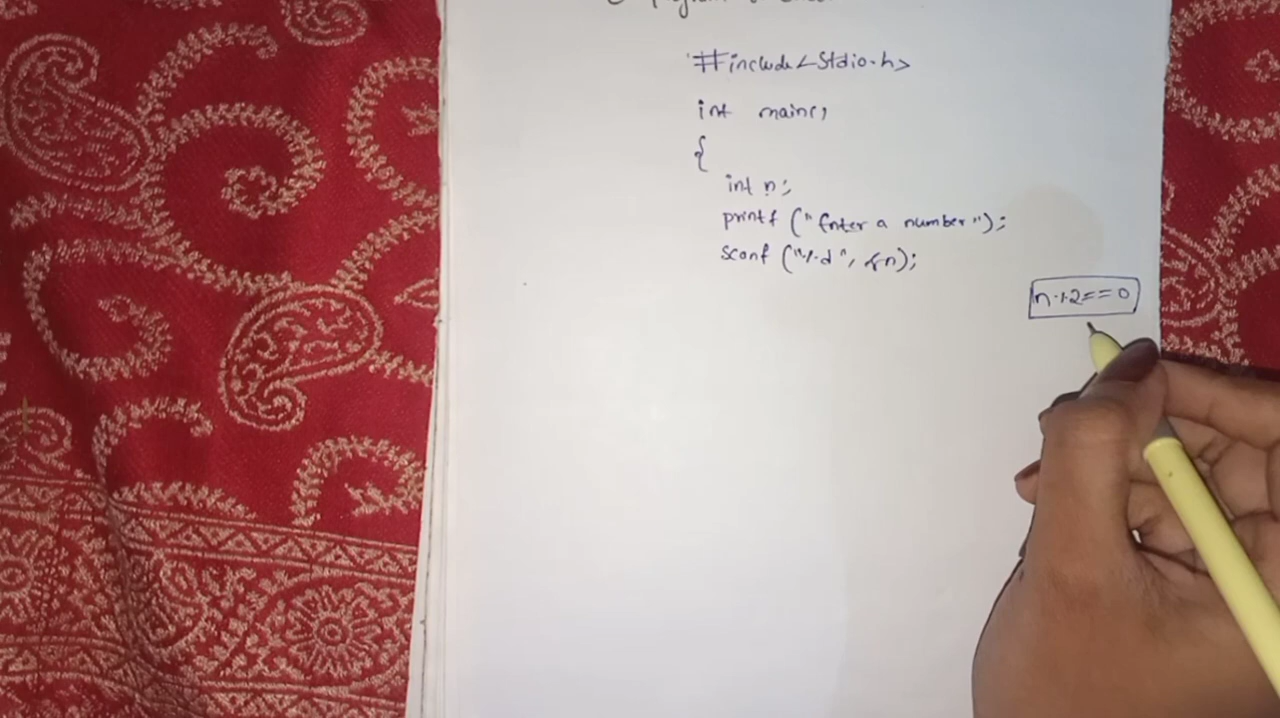 #include<stdio.h>
int main()
{
int n;
printf ("Enter a number");
scanf ("%d", &n);
n%2==0